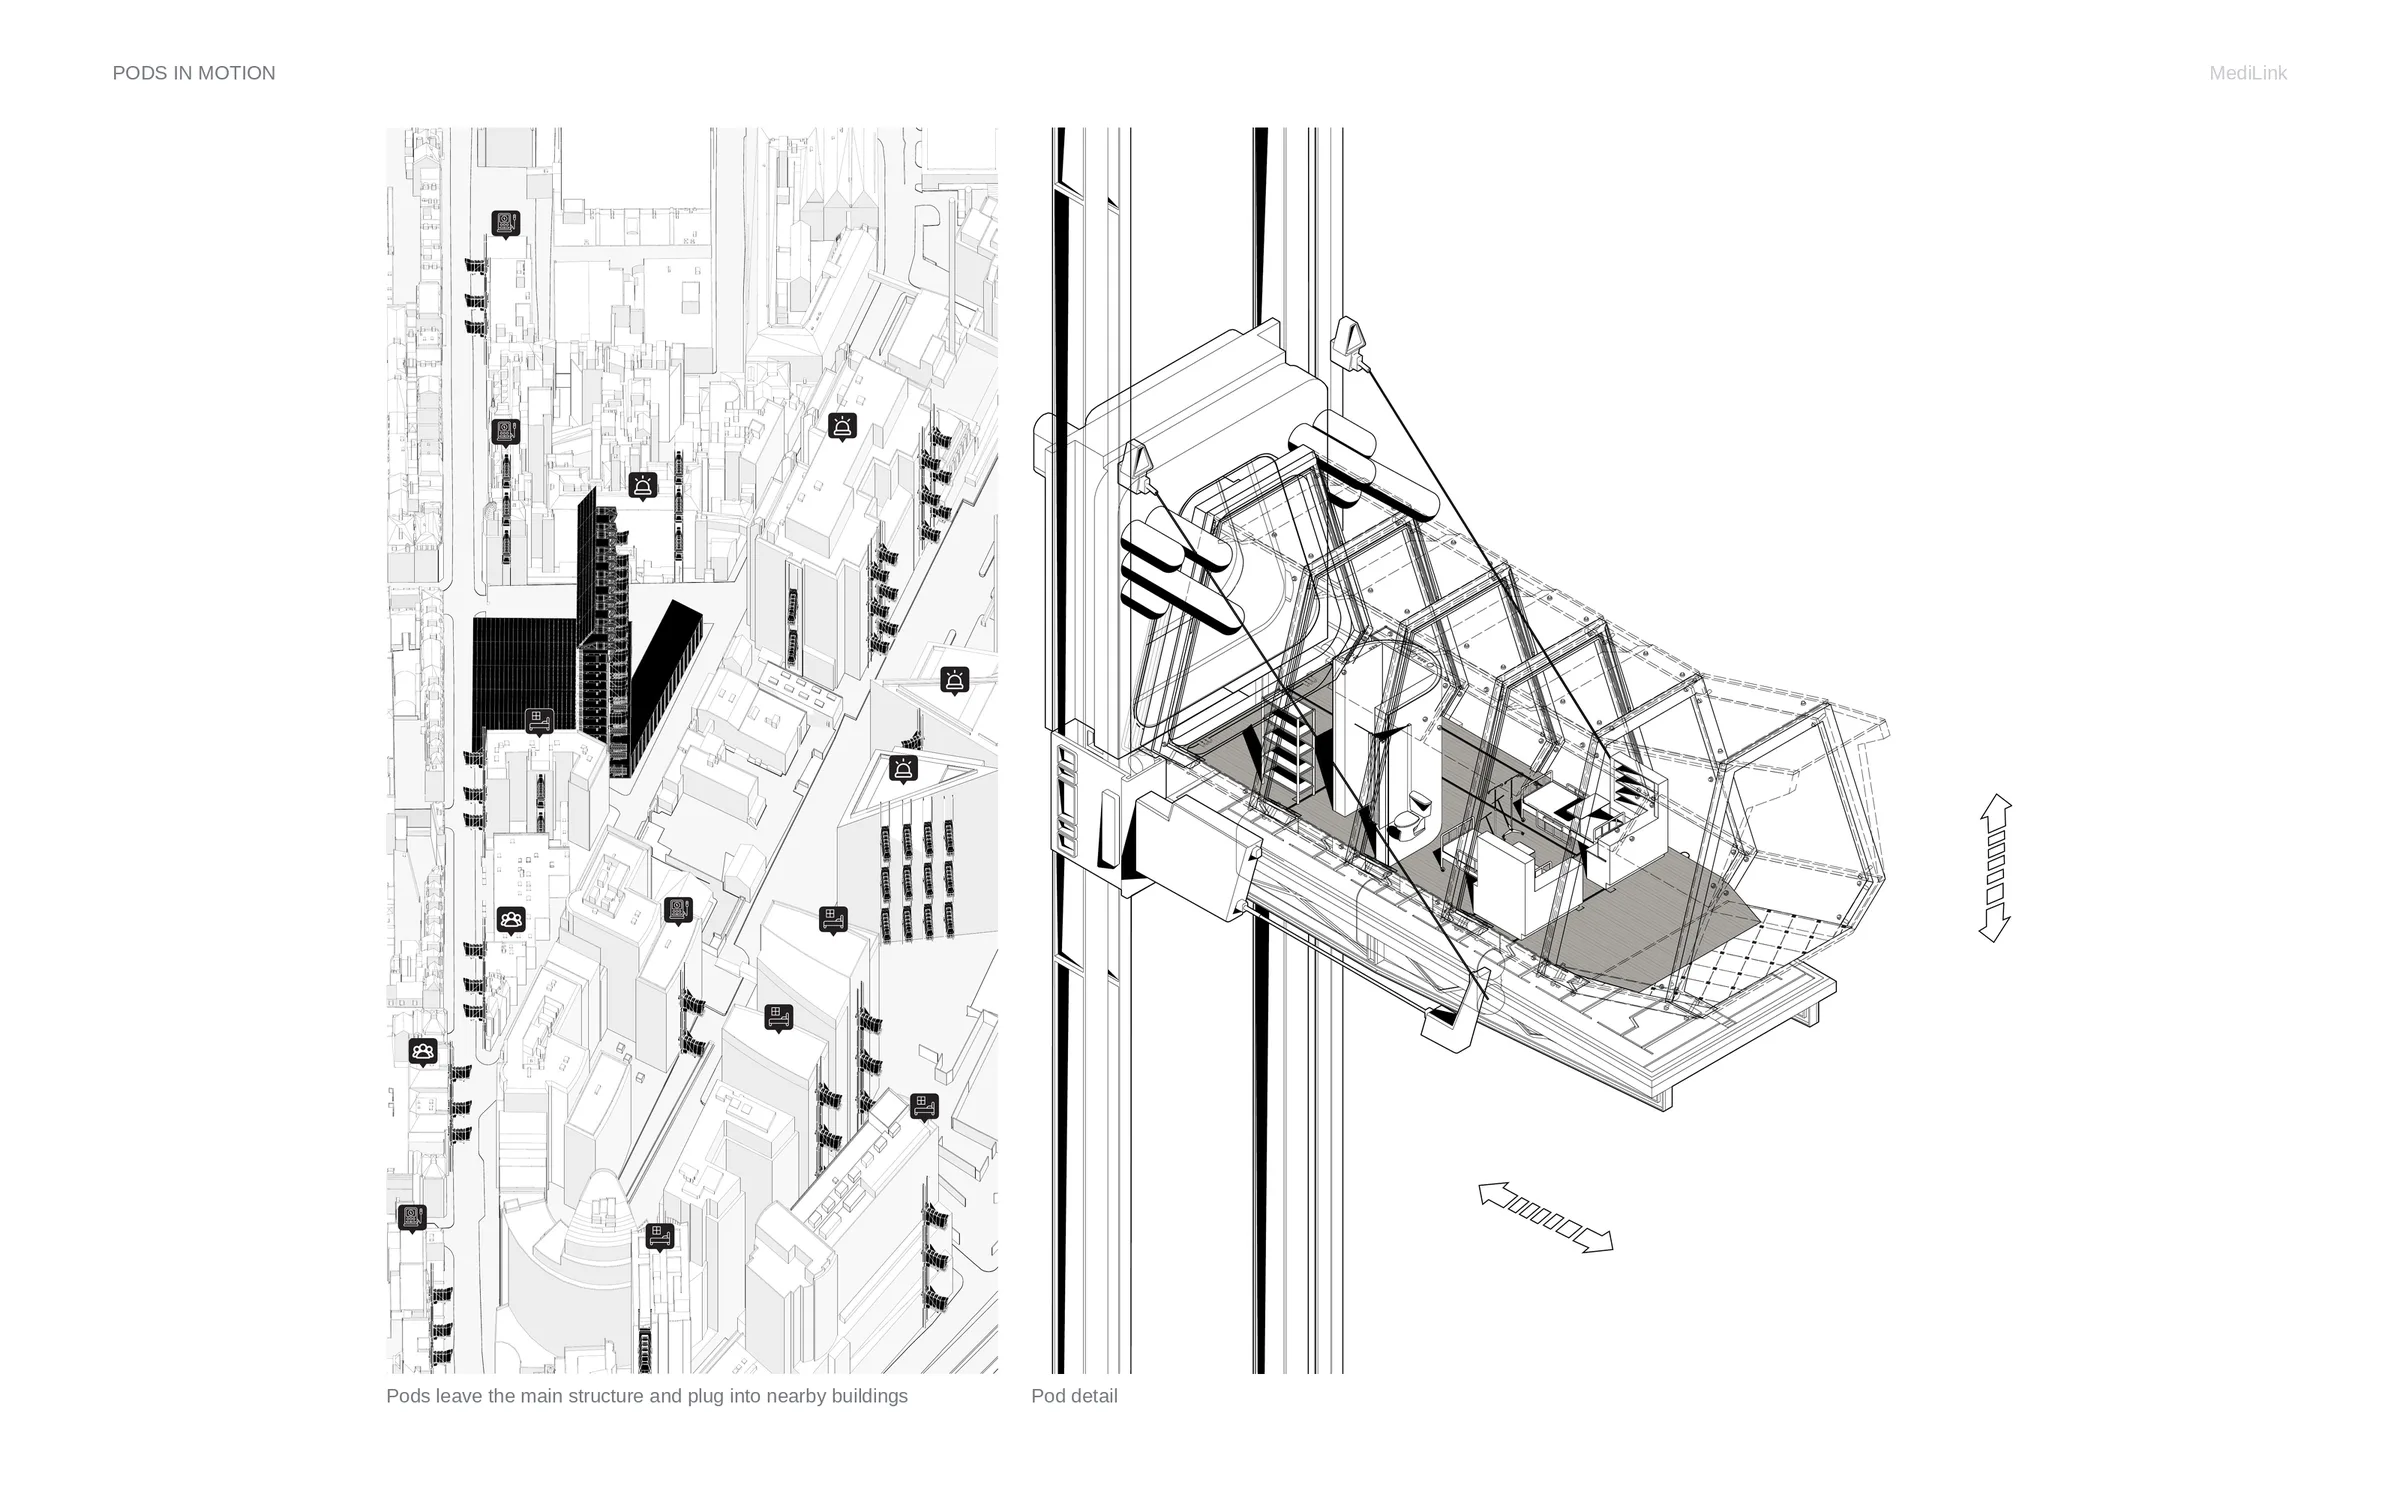 PODS IN MOTION
MediLink
Pods leave the main structure and plug into nearby buildings
Pod detail